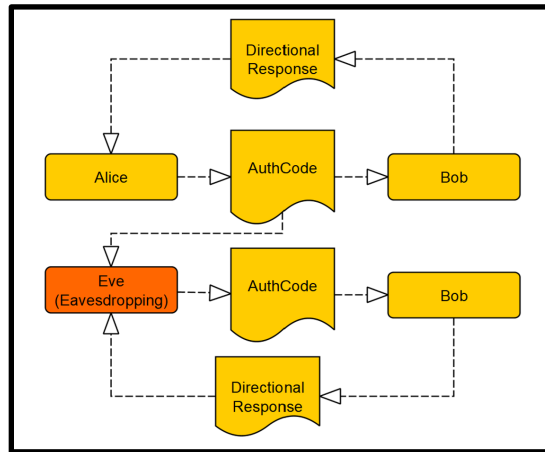 Directional
Response
Alice
AuthCode
Bob
Eve
(Eavesdropping)
AuthCode
Bob
Directional
Response